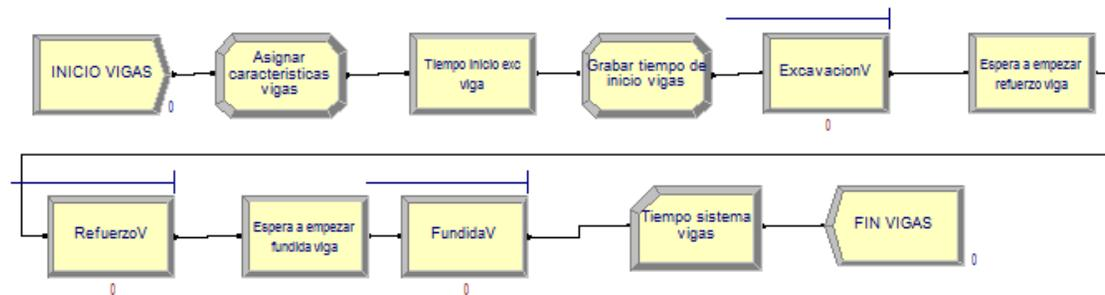 INICIO VIGAS
0
Asignar
caracteristicas
vigas
Tiempo inicio exc
viga
Grabar tiempo de
inicio vigas
ExcavacionV
0
Espera a empezar
refuerzo viga
RefuerzoV
0
Espera a empezar
fundida viga
FundidaV
0
Tiempo sistema
vigas
FIN VIGAS
0